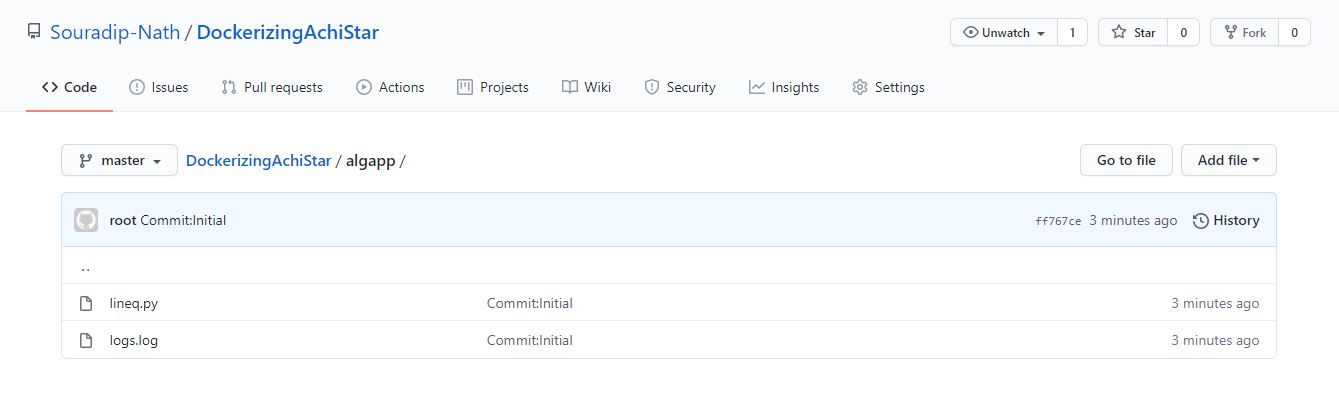 Souradip-Nath / DockerizingAchiStar Unwatch 1 Star 0 Fork 0
Code Issues Pull requests Actions Projects Wiki Security Insights Settings
master DockerizingAchiStar / algapp / Go to file Add file
root Commit:Initial ff767ce 3 minutes ago History
..
lineq.py Commit:Initial 3 minutes ago
logs.log Commit:Initial 3 minutes ago